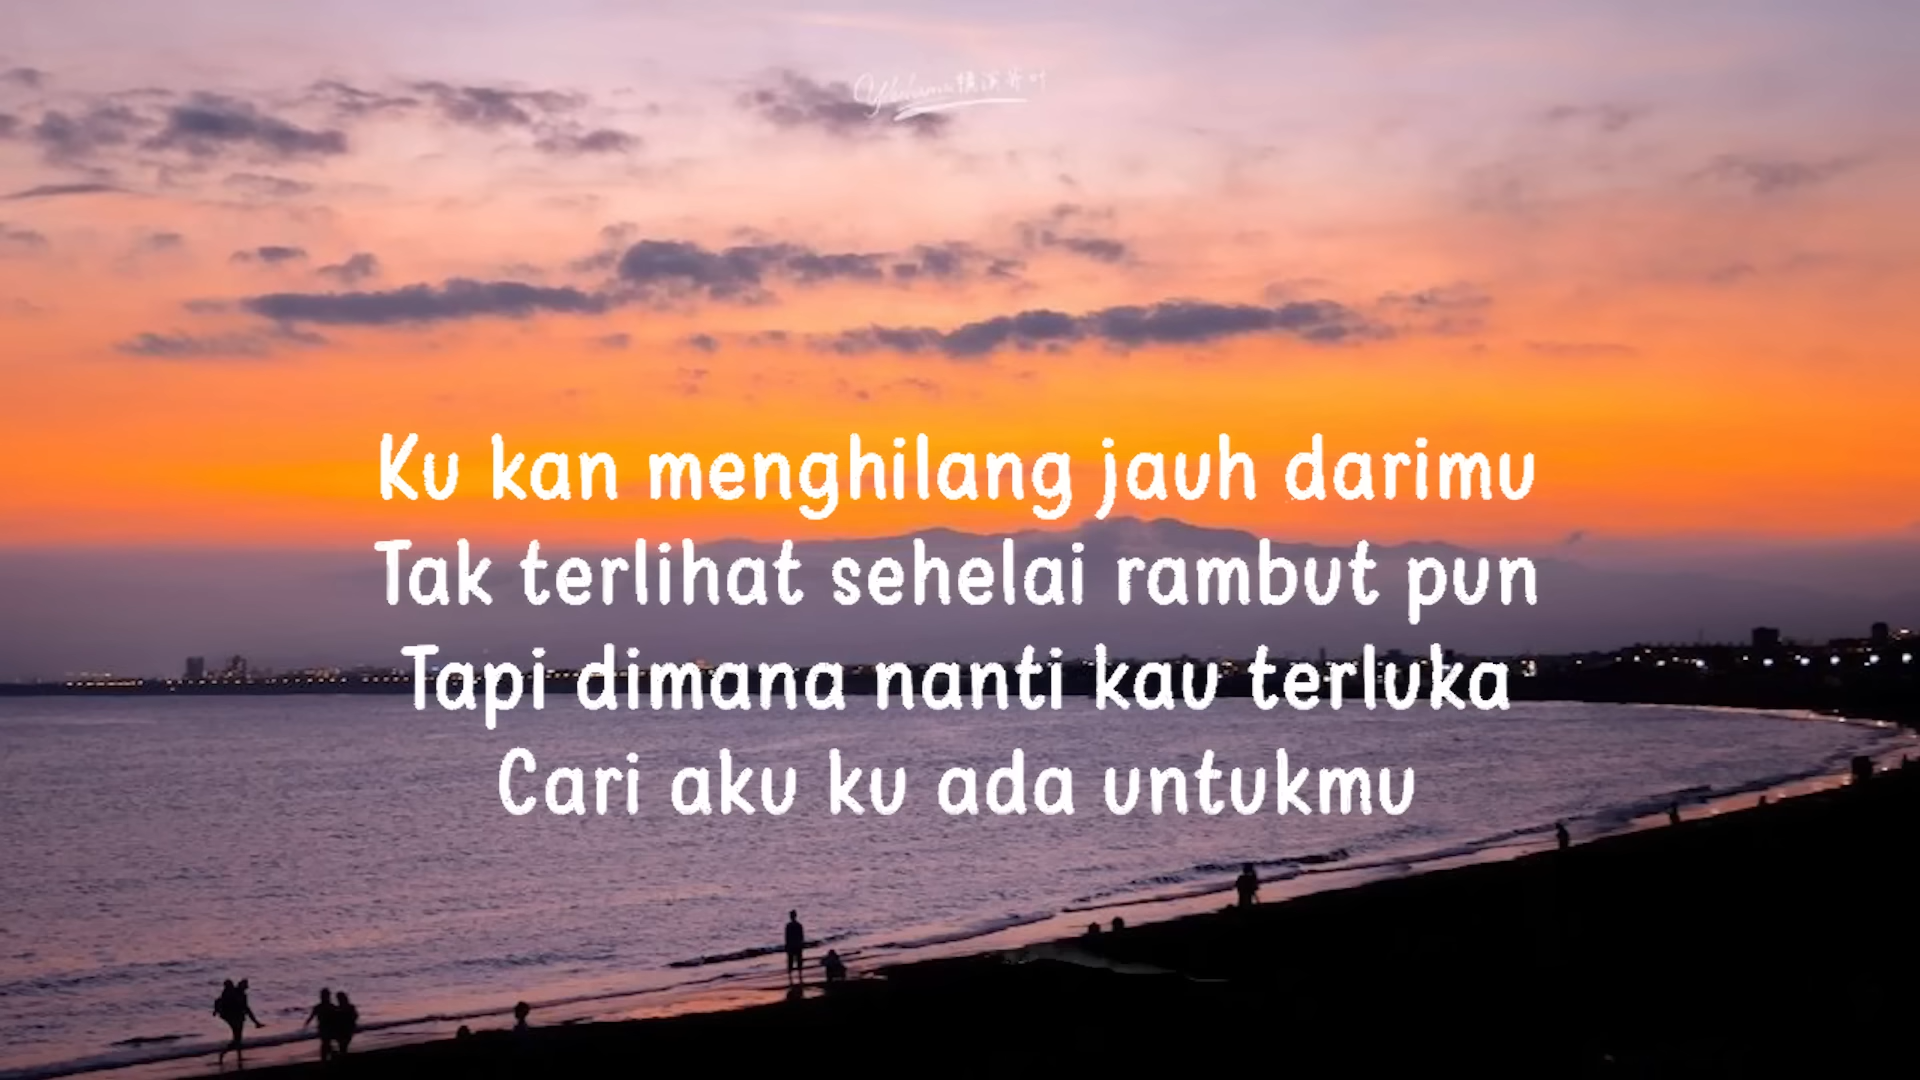 Ku kan menghilang jauh darimu
Tak terlihat sehelai rambut pun
Tapi dimana nanti kau terluka
Cari aku ku ada untukmu